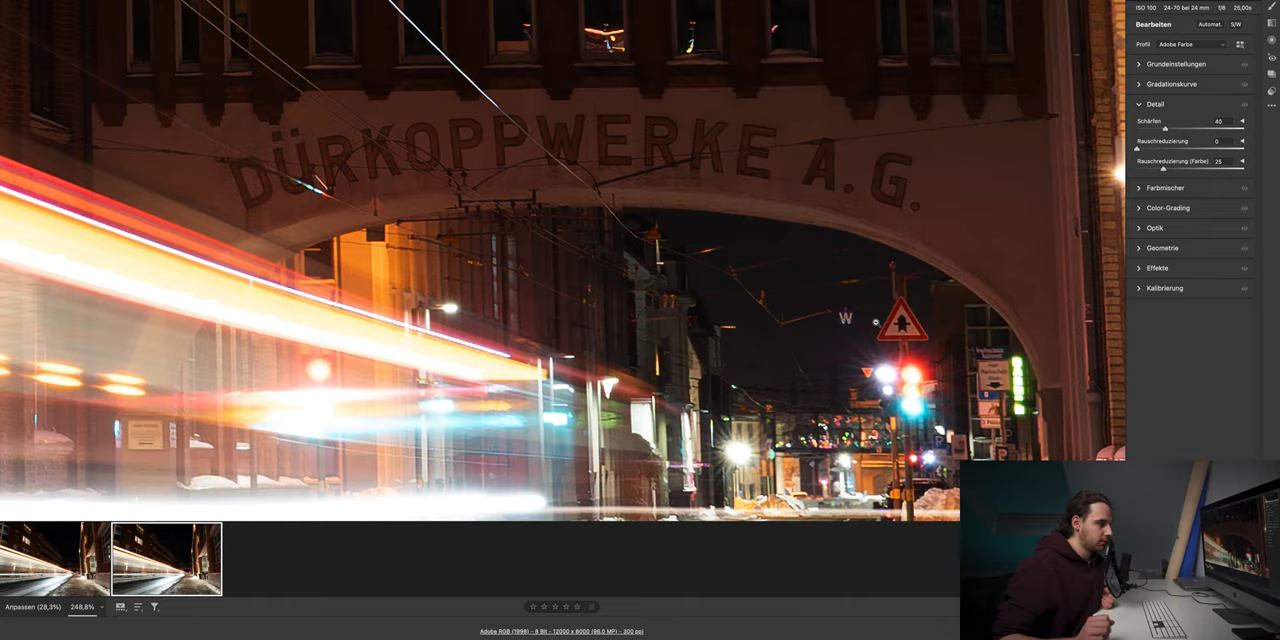 ISO 100 24-70 bei 24 mm f/8 25,00s
Bearbeiten Automat. S/W
Profil Adobe Farbe
Grundeinstellungen
Gradationskurve
Detail
Schärfen 40
Rauschreduzierung 0
Rauschreduzierung (Farbe) 25
Farbmischer
Color-Grading
Optik
Geometrie
Effekte
Kalibrierung
DÜRKOPPWERKE A.G.
W
Anpassen (28,3%) 248,8%
Adobe RGB (1998) - 8 Bit - 12000 x 8000 (96,0 MP) - 300 ppi